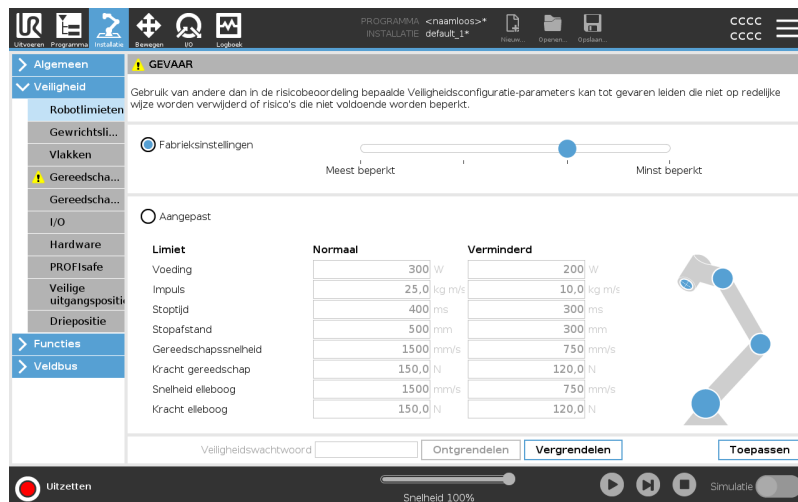 UR
PROGRAMMA <naamloos>*
INSTALLATIE default_1*
cccc
cccc
Uitvoeren Programma Installatie Bewegen I/O Logboek Nieuw... Openen... Opslaan...
Algemeen
Veiligheid
Robotlimieten
Gewrichtsli...
Vlakken
Gereedscha...
Gereedscha...
I/O
Hardware
PROFIsafe
Veilige
uitgangspositi
Driepositie
Functies
Veldbus
GEVAAR
Gebruik van andere dan in de risicobeoordeling bepaalde Veiligheidsconfiguratie-parameters kan tot gevaren leiden die niet op redelijke
wijze worden verwijderd of risico's die niet voldoende worden beperkt.
Fabrieksinstellingen
Meest beperkt Minst beperkt
Aangepast
Limiet Normaal Verminderd
Voeding 300 W 200 W
Impuls 25,0 kg m/s 10,0 kg m/s
Stoptijd 400 ms 300 ms
Stopafstand 500 mm 300 mm
Gereedschapssnelheid 1500 mm/s 750 mm/s
Kracht gereedschap 150,0 N 120,0 N
Snelheid elleboog 1500 mm/s 750 mm/s
Kracht elleboog 150,0 N 120,0 N
Veiligheidswachtwoord Ontgrendelen Vergrendelen Toepassen
Uitzetten
Snelheid 100%
Simulatie